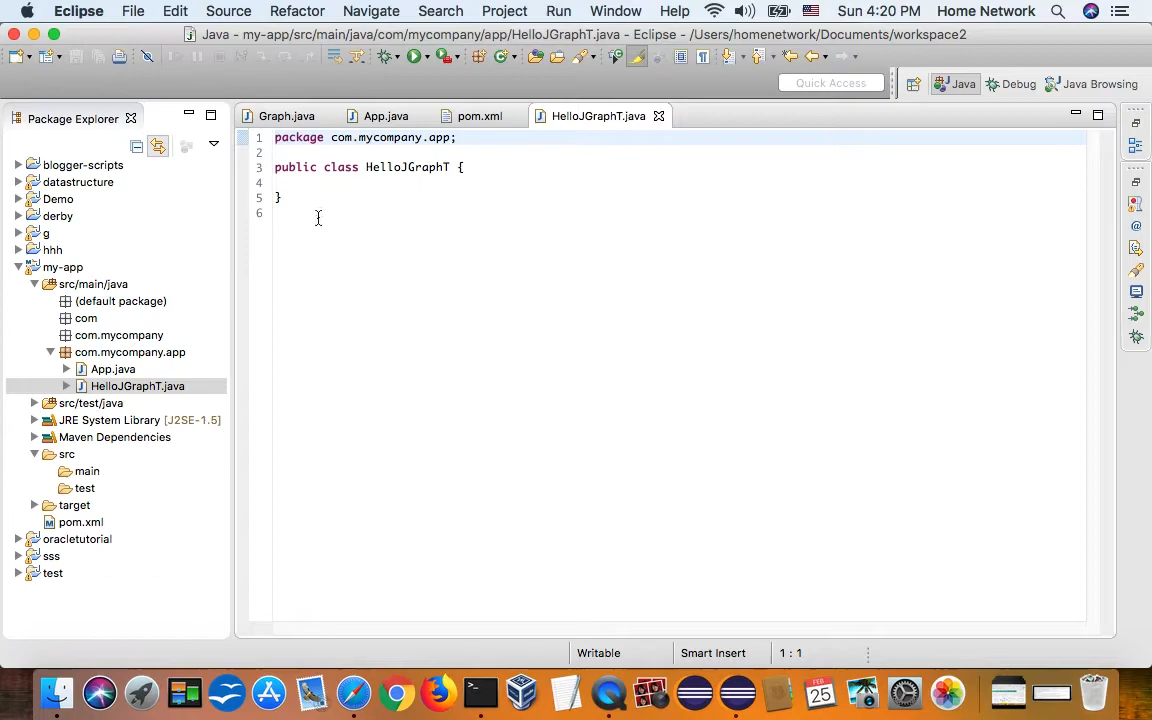 Eclipse File Edit Source Refactor Navigate Search Project Run Window Help Sun 4:20 PM Home Network
Java - my-app/src/main/java/com/mycompany/app/HelloJGraphT.java - Eclipse - /Users/homenetwork/Documents/workspace2
Quick Access Java Debug Java Browsing
Package Explorer
Graph.java App.java pom.xml HelloJGraphT.java
blogger-scripts
datastructure
Demo
derby
g
hhh
my-app
src/main/java
(default package)
com
com.mycompany
com.mycompany.app
App.java
HelloJGraphT.java
src/test/java
JRE System Library [J2SE-1.5]
Maven Dependencies
src
main
test
target
pom.xml
oracletutorial
sss
test
1 package com.mycompany.app;
2
3 public class HelloJGraphT {
4
5 }
6
Writable Smart Insert 1 : 1
FEB
25